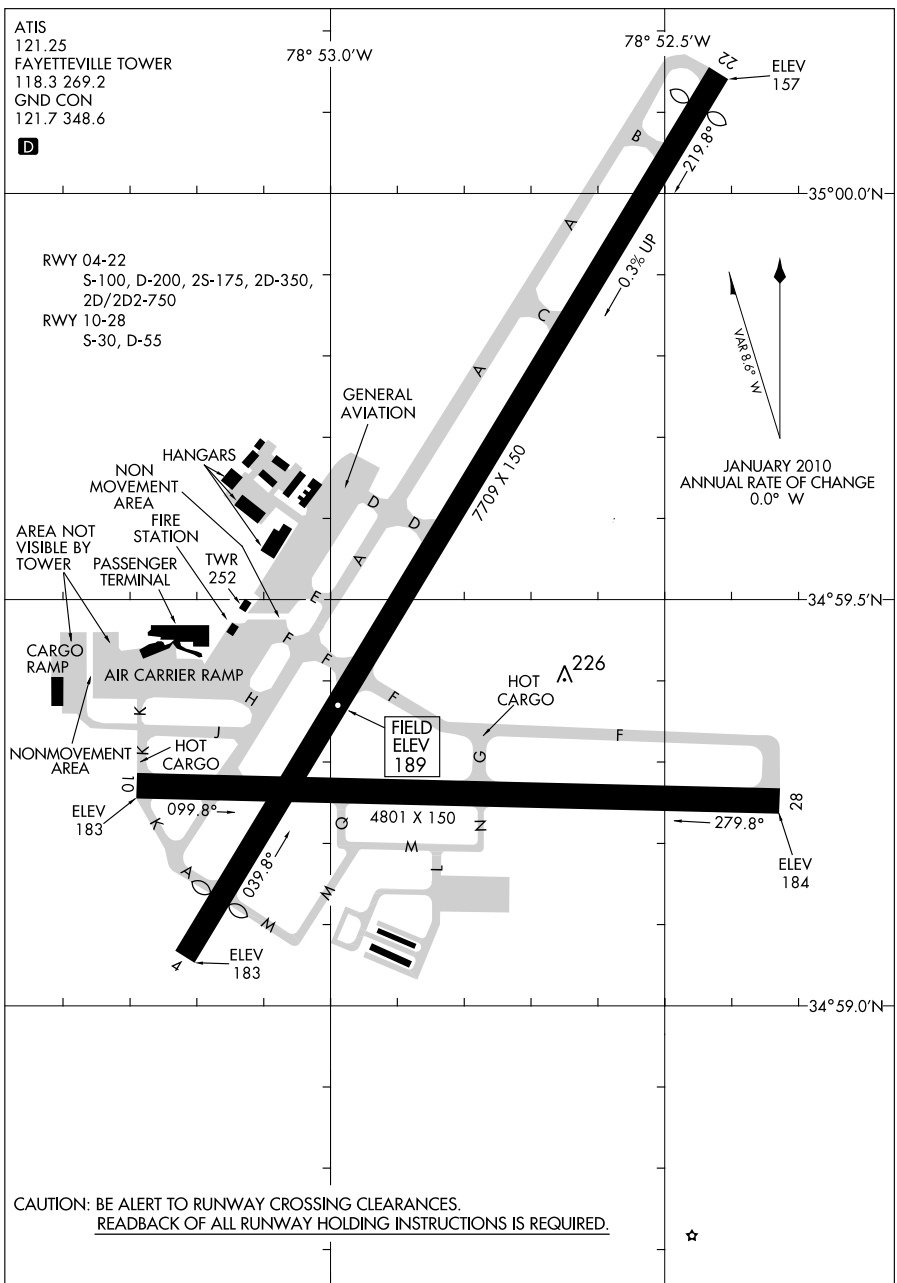 ATIS
121.25
FAYETTEVILLE TOWER
118.3 269.2
GND CON
121.7 348.6
D
78° 53.0'W
78° 52.5'W
22
ELEV
157
B
219.8°
35°00.0'N
RWY 04-22
S-100, D-200, 2S-175, 2D-350,
2D/2D2-750
RWY 10-28
S-30, D-55
A
0.3% UP
C
VAR 8.6° W
A
JANUARY 2010
ANNUAL RATE OF CHANGE
0.0° W
GENERAL
AVIATION
HANGARS
NON
MOVEMENT
AREA
7709 X 150
D
D
FIRE
STATION
AREA NOT
VISIBLE BY
TOWER
PASSENGER
TERMINAL
TWR
252
A
E
34°59.5'N
F
F
CARGO
RAMP
AIR CARRIER RAMP
226
H
F
HOT
CARGO
K
J
FIELD
ELEV
189
F
NONMOVEMENT
AREA
K
HOT
CARGO
G
10
ELEV
183
099.8°
4801 X 150
279.8°
28
ELEV
184
K
Q
N
M
A
039.8°
L
M
M
4
ELEV
183
34°59.0'N
CAUTION: BE ALERT TO RUNWAY CROSSING CLEARANCES.
READBACK OF ALL RUNWAY HOLDING INSTRUCTIONS IS REQUIRED.